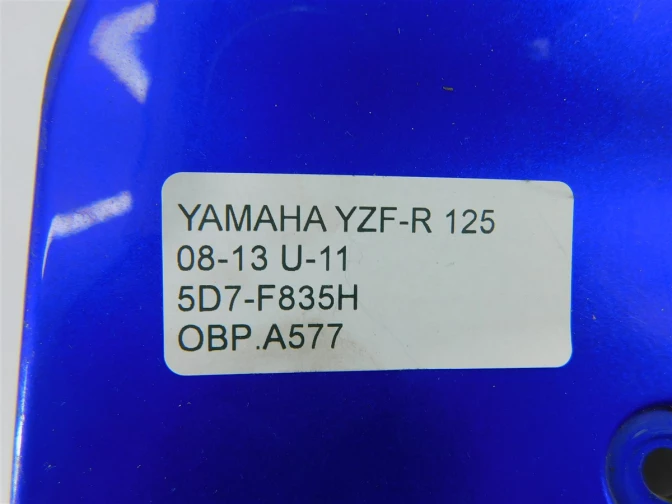 YAMAHA YZF-R 125
08-13 U-11
5D7-F835H
OBP.A577